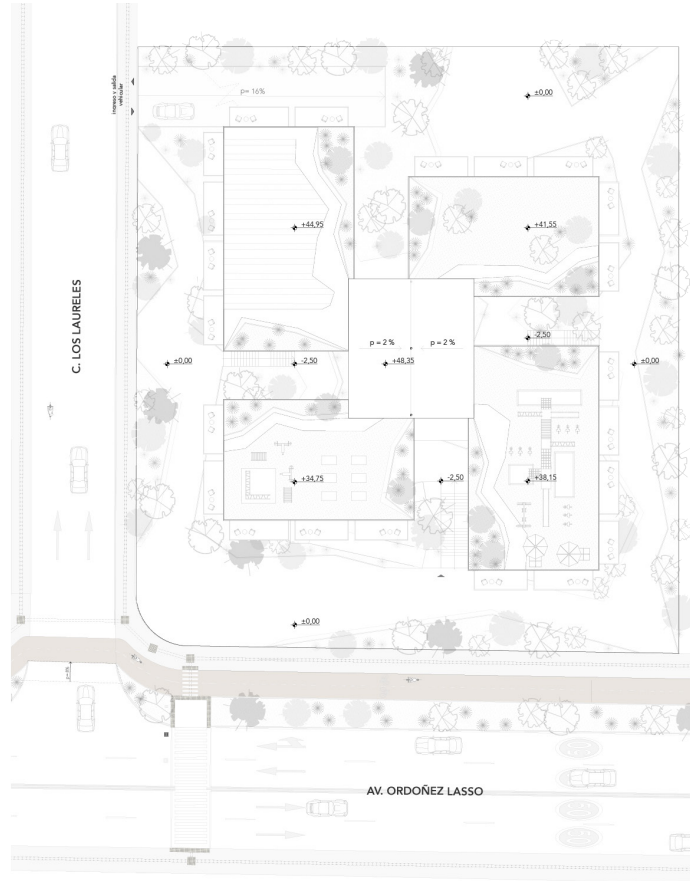 ingreso y salida
vehicular
p= 16%
±0,00
+44,95
+41,55
C. LOS LAURELES
p = 2 %
p = 2 %
-2,50
±0,00
-2,50
+48,35
±0,00
+34,75
-2,50
+38,15
±0,00
AV. ORDOÑEZ LASSO